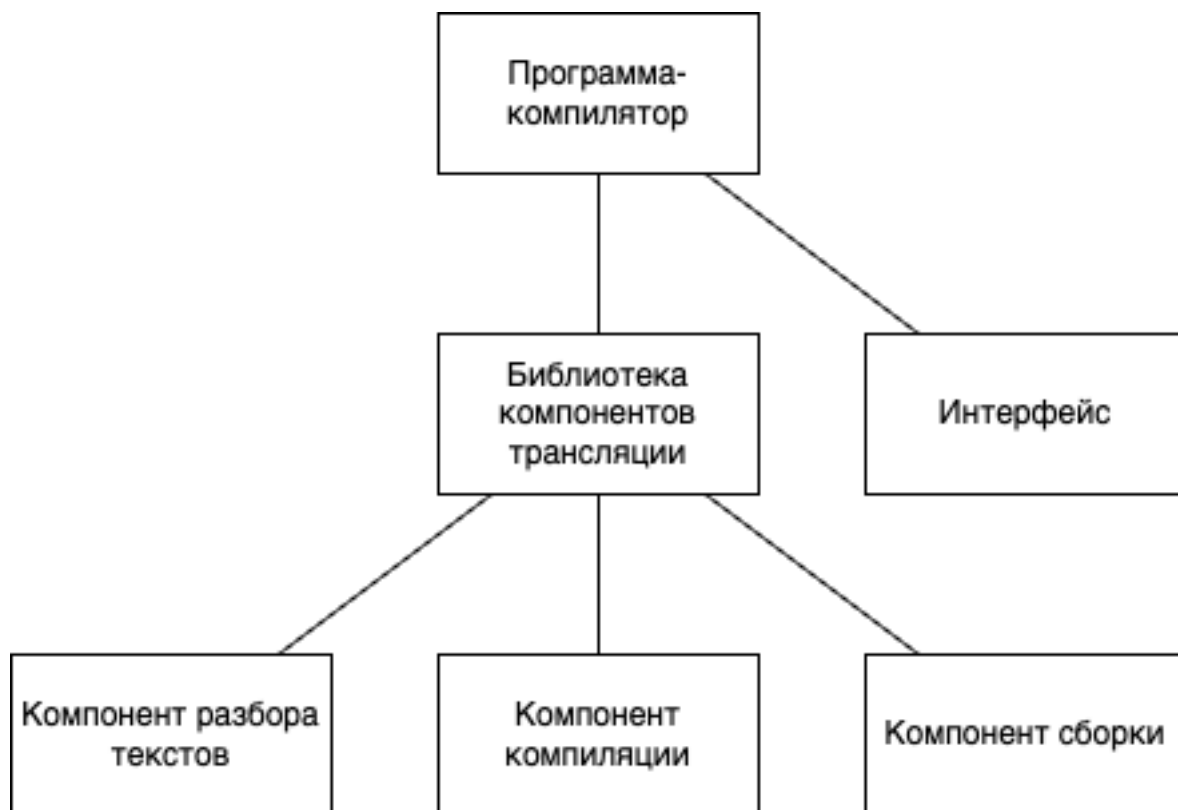 Программа-
компилятор
Библиотека
компонентов
трансляции
Интерфейс
Компонент разбора
текстов
Компонент
компиляции
Компонент сборки